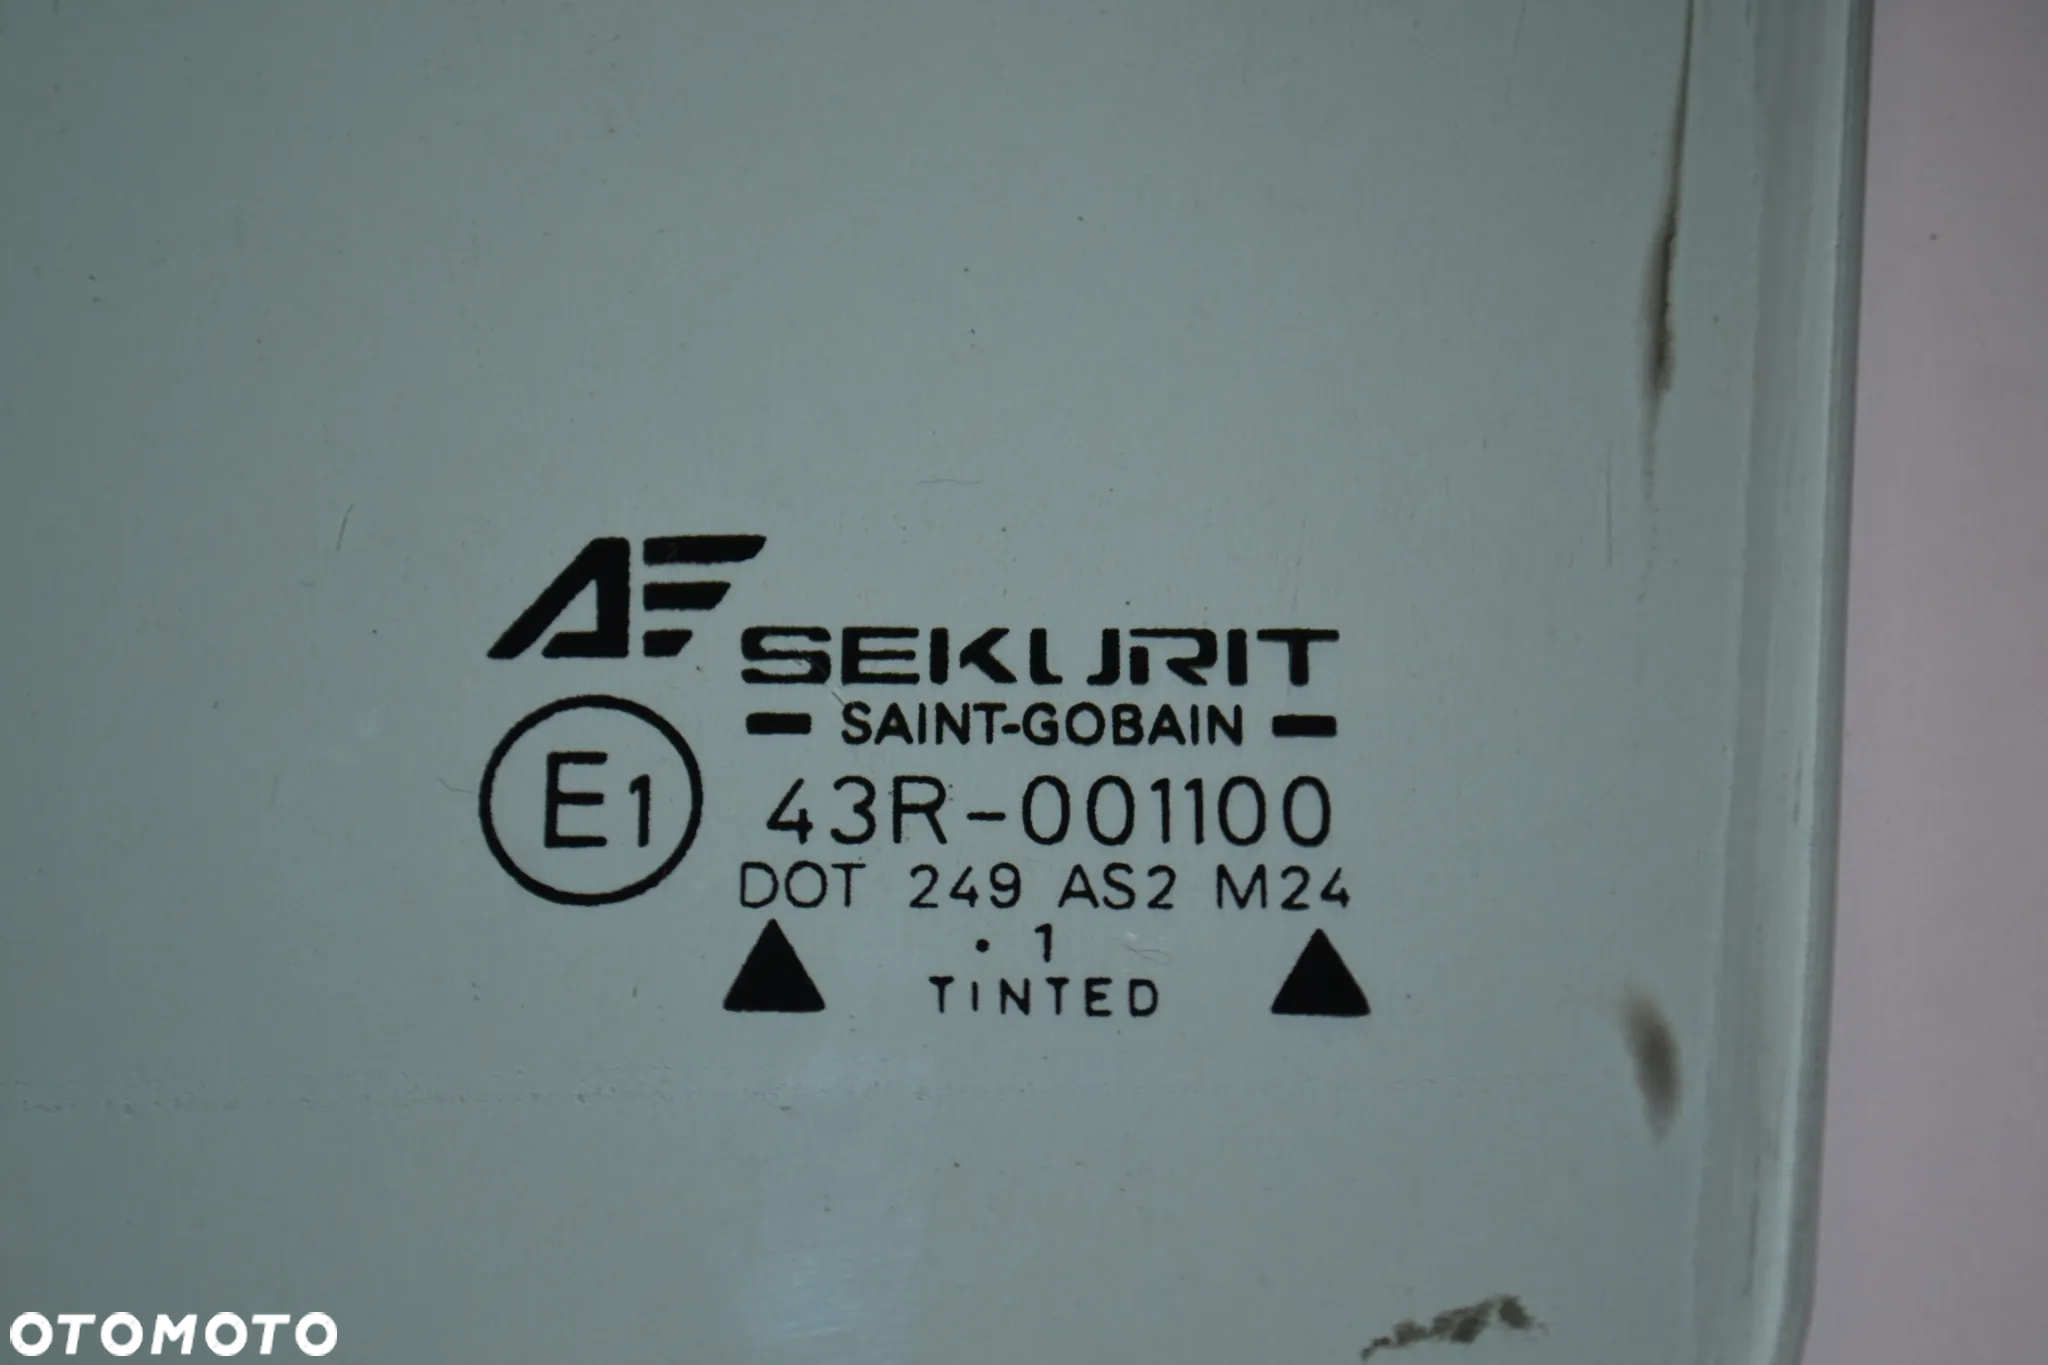 AF
SEKURIT
SAINT-GOBAIN
E1
43R-001100
DOT 249 AS2 M24
. 1
TINTED
OTOMOTO